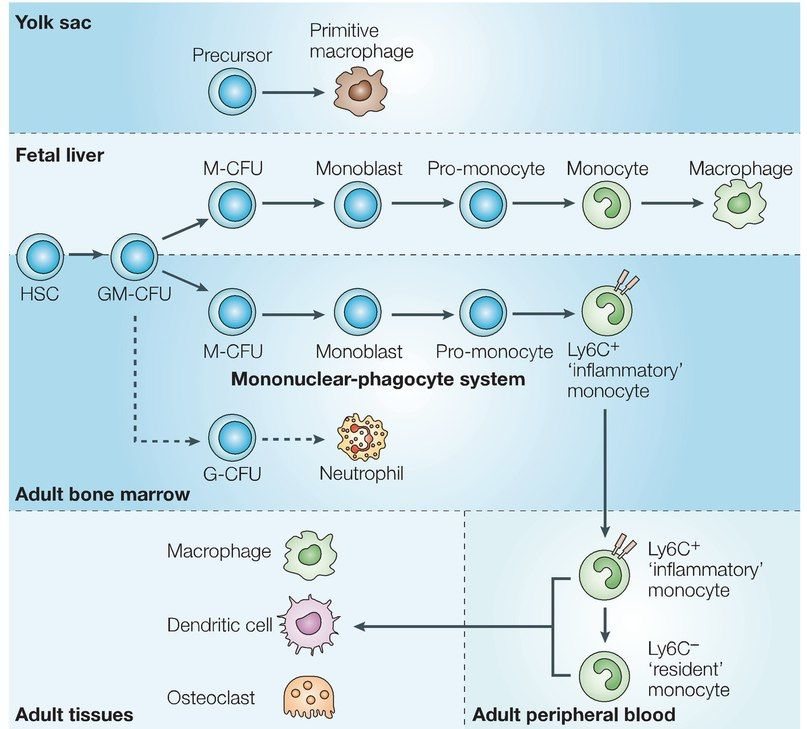 Yolk sac
Precursor
Primitive
macrophage
Fetal liver
M-CFU
Monoblast
Pro-monocyte
Monocyte
Macrophage
HSC
GM-CFU
M-CFU
Monoblast
Pro-monocyte
Ly6C+
‘inflammatory’
monocyte
Mononuclear-phagocyte system
G-CFU
Neutrophil
Adult bone marrow
Macrophage
Dendritic cell
Osteoclast
Adult tissues
Ly6C+
‘inflammatory’
monocyte
Ly6C–
‘resident’
monocyte
Adult peripheral blood